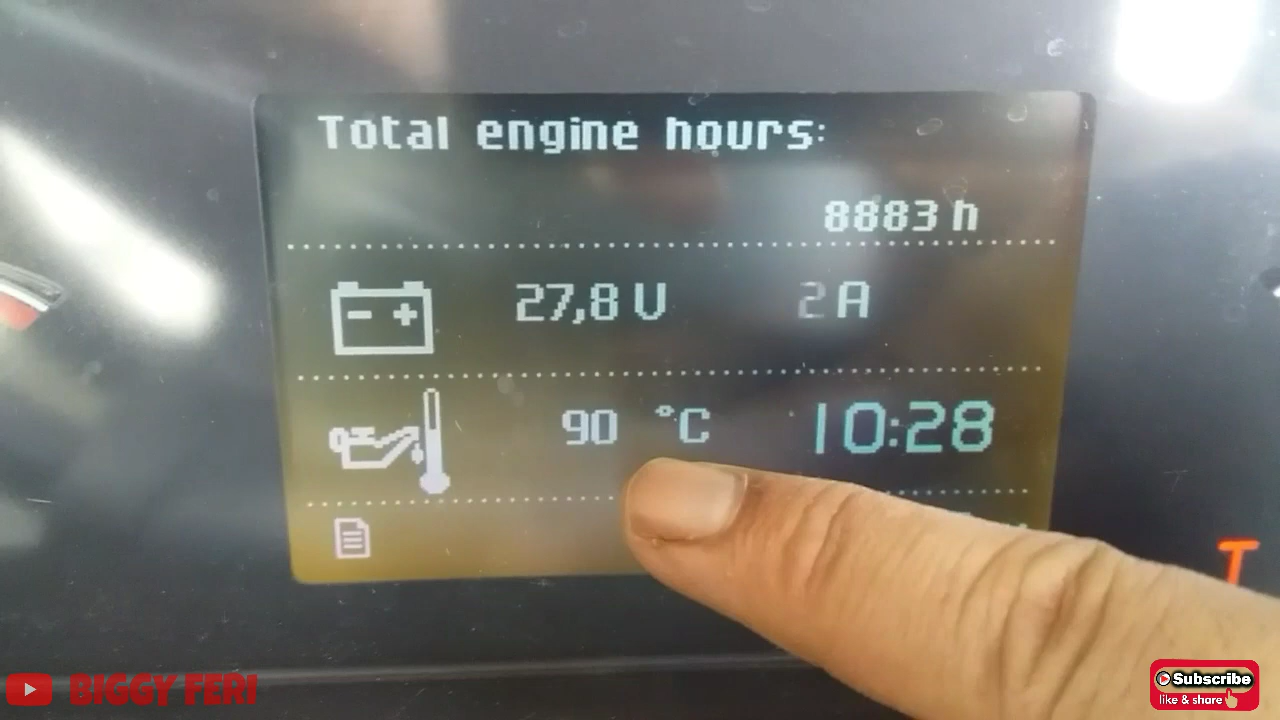 Total engine hours:
8883 h
27,8 V 2 A
90 °C 10:28
T
BIGGY FERI
Subscribe
like & share